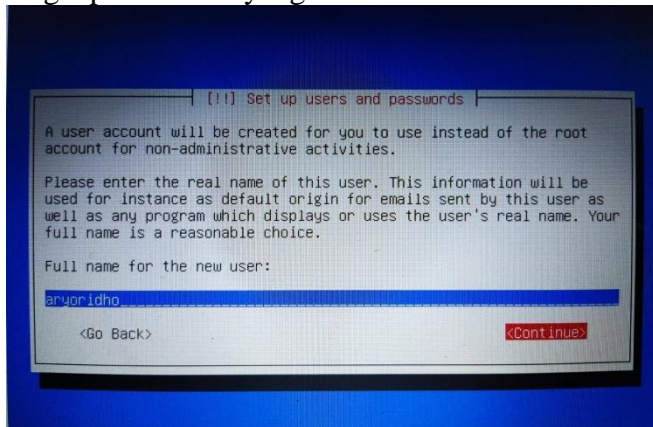 [!!] Set up users and passwords
A user account will be created for you to use instead of the root
account for non-administrative activities.
Please enter the real name of this user. This information will be
used for instance as default origin for emails sent by this user as
well as any program which displays or uses the user's real name. Your
full name is a reasonable choice.
Full name for the new user:
aryoridho
<Go Back> <Continue>